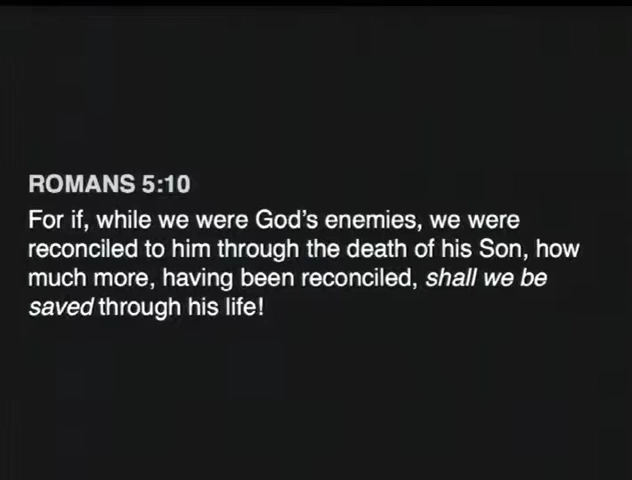 ROMANS 5:10
For if, while we were God's enemies, we were
reconciled to him through the death of his Son, how
much more, having been reconciled, shall we be
saved through his life!